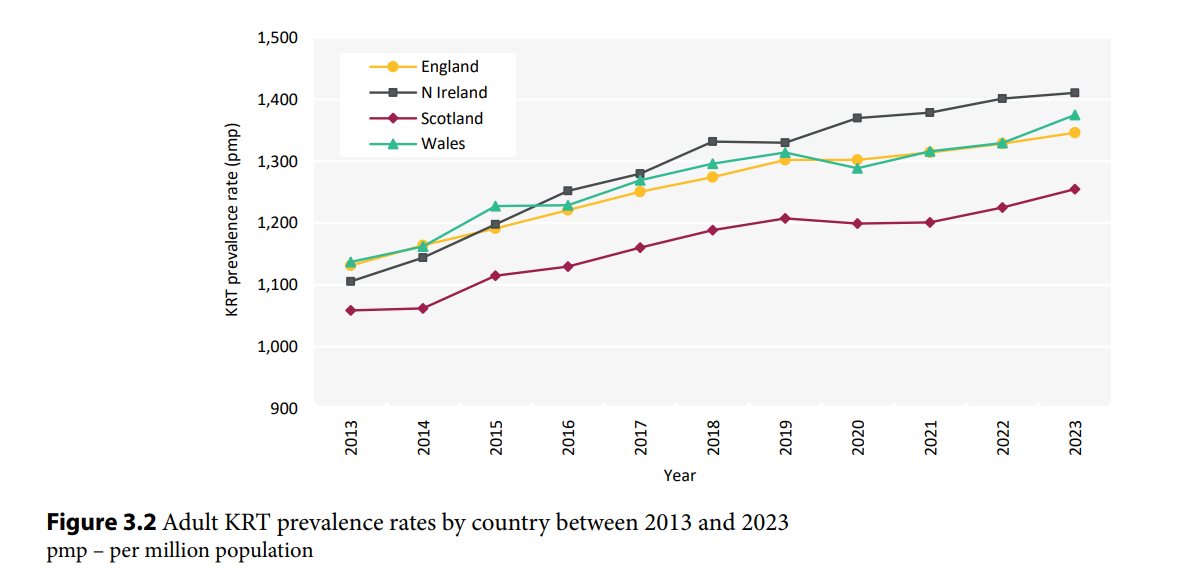 1,500
1,400
1,300
1,200
1,100
1,000
900
KRT prevalence rate (pmp)
England
N Ireland
Scotland
Wales
2013
2014
2015
2016
2017
2018
2019
2020
2021
2022
2023
Year
Figure 3.2 Adult KRT prevalence rates by country between 2013 and 2023
pmp – per million population